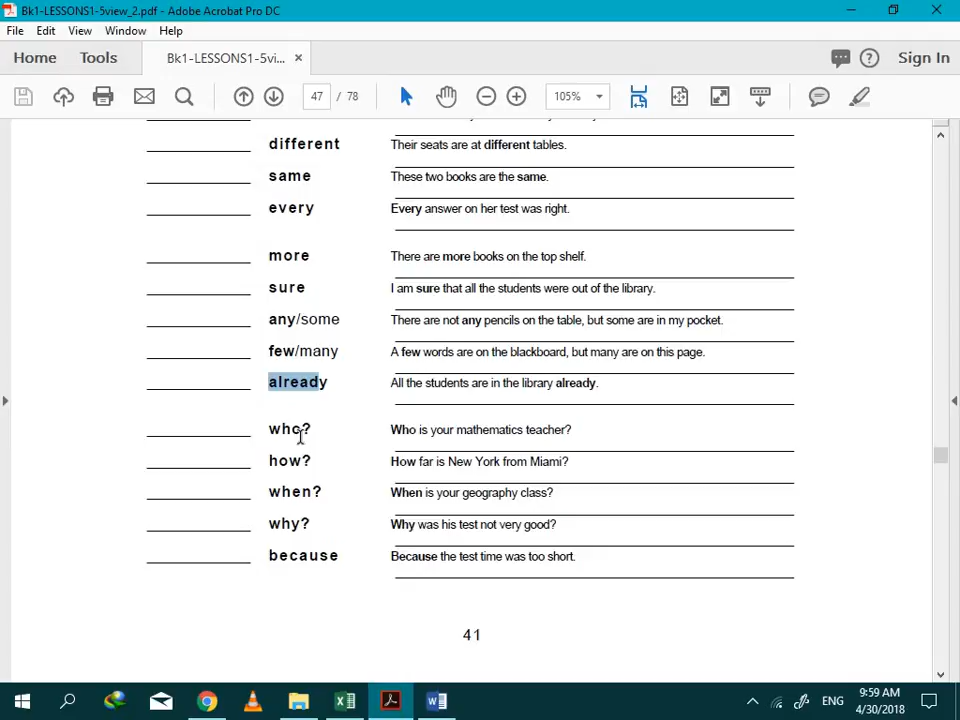 Bk1-LESSONS1-5view_2.pdf - Adobe Acrobat Pro DC
File Edit View Window Help
Home Tools Bk1-LESSONS1-5vi... × Sign In
47 / 78 105%
different Their seats are at different tables.
same These two books are the same.
every Every answer on her test was right.
more There are more books on the top shelf.
sure I am sure that all the students were out of the library.
any/some There are not any pencils on the table, but some are in my pocket.
few/many A few words are on the blackboard, but many are on this page.
already All the students are in the library already.
who? Who is your mathematics teacher?
how? How far is New York from Miami?
when? When is your geography class?
why? Why was his test not very good?
because Because the test time was too short.
41
ENG 9:59 AM
4/30/2018